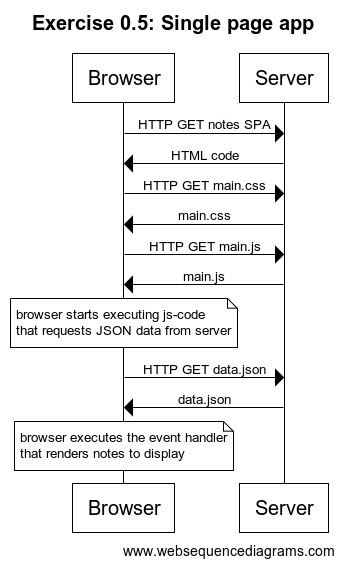 Exercise 0.5: Single page app
Browser
Server
HTTP GET notes SPA
HTML code
HTTP GET main.css
main.css
HTTP GET main.js
main.js
browser starts executing js-code
that requests JSON data from server
HTTP GET data.json
data.json
browser executes the event handler
that renders notes to display
Browser
Server
www.websequencediagrams.com